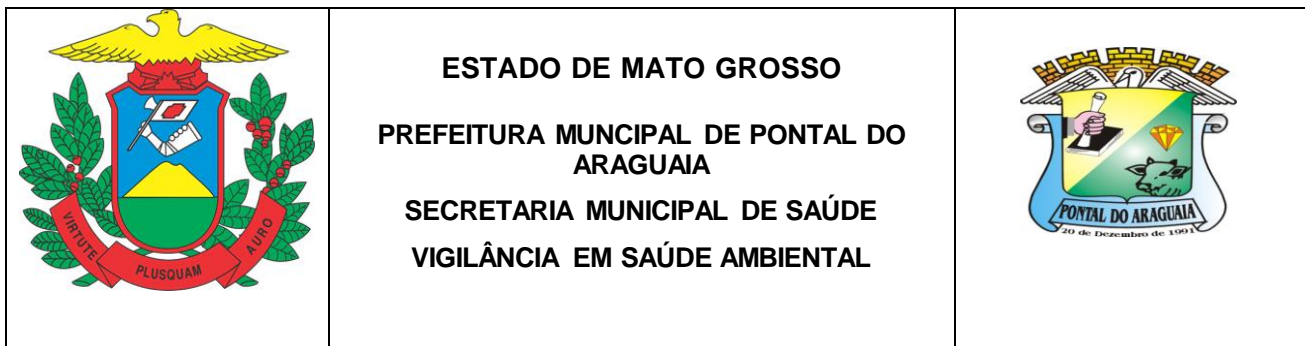 VIRTUTE PLUSQUAM AURO
ESTADO DE MATO GROSSO
PREFEITURA MUNCIPAL DE PONTAL DO
ARAGUAIA
SECRETARIA MUNICIPAL DE SAÚDE
VIGILÂNCIA EM SAÚDE AMBIENTAL
PONTAL DO ARAGUAIA
20 de Dezembro de 1991